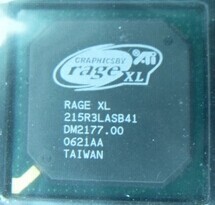 GRAPHICS BY
ATi
rage
XL
RAGE XL
215R3LASB41
DM2177.00
0621AA
TAIWAN